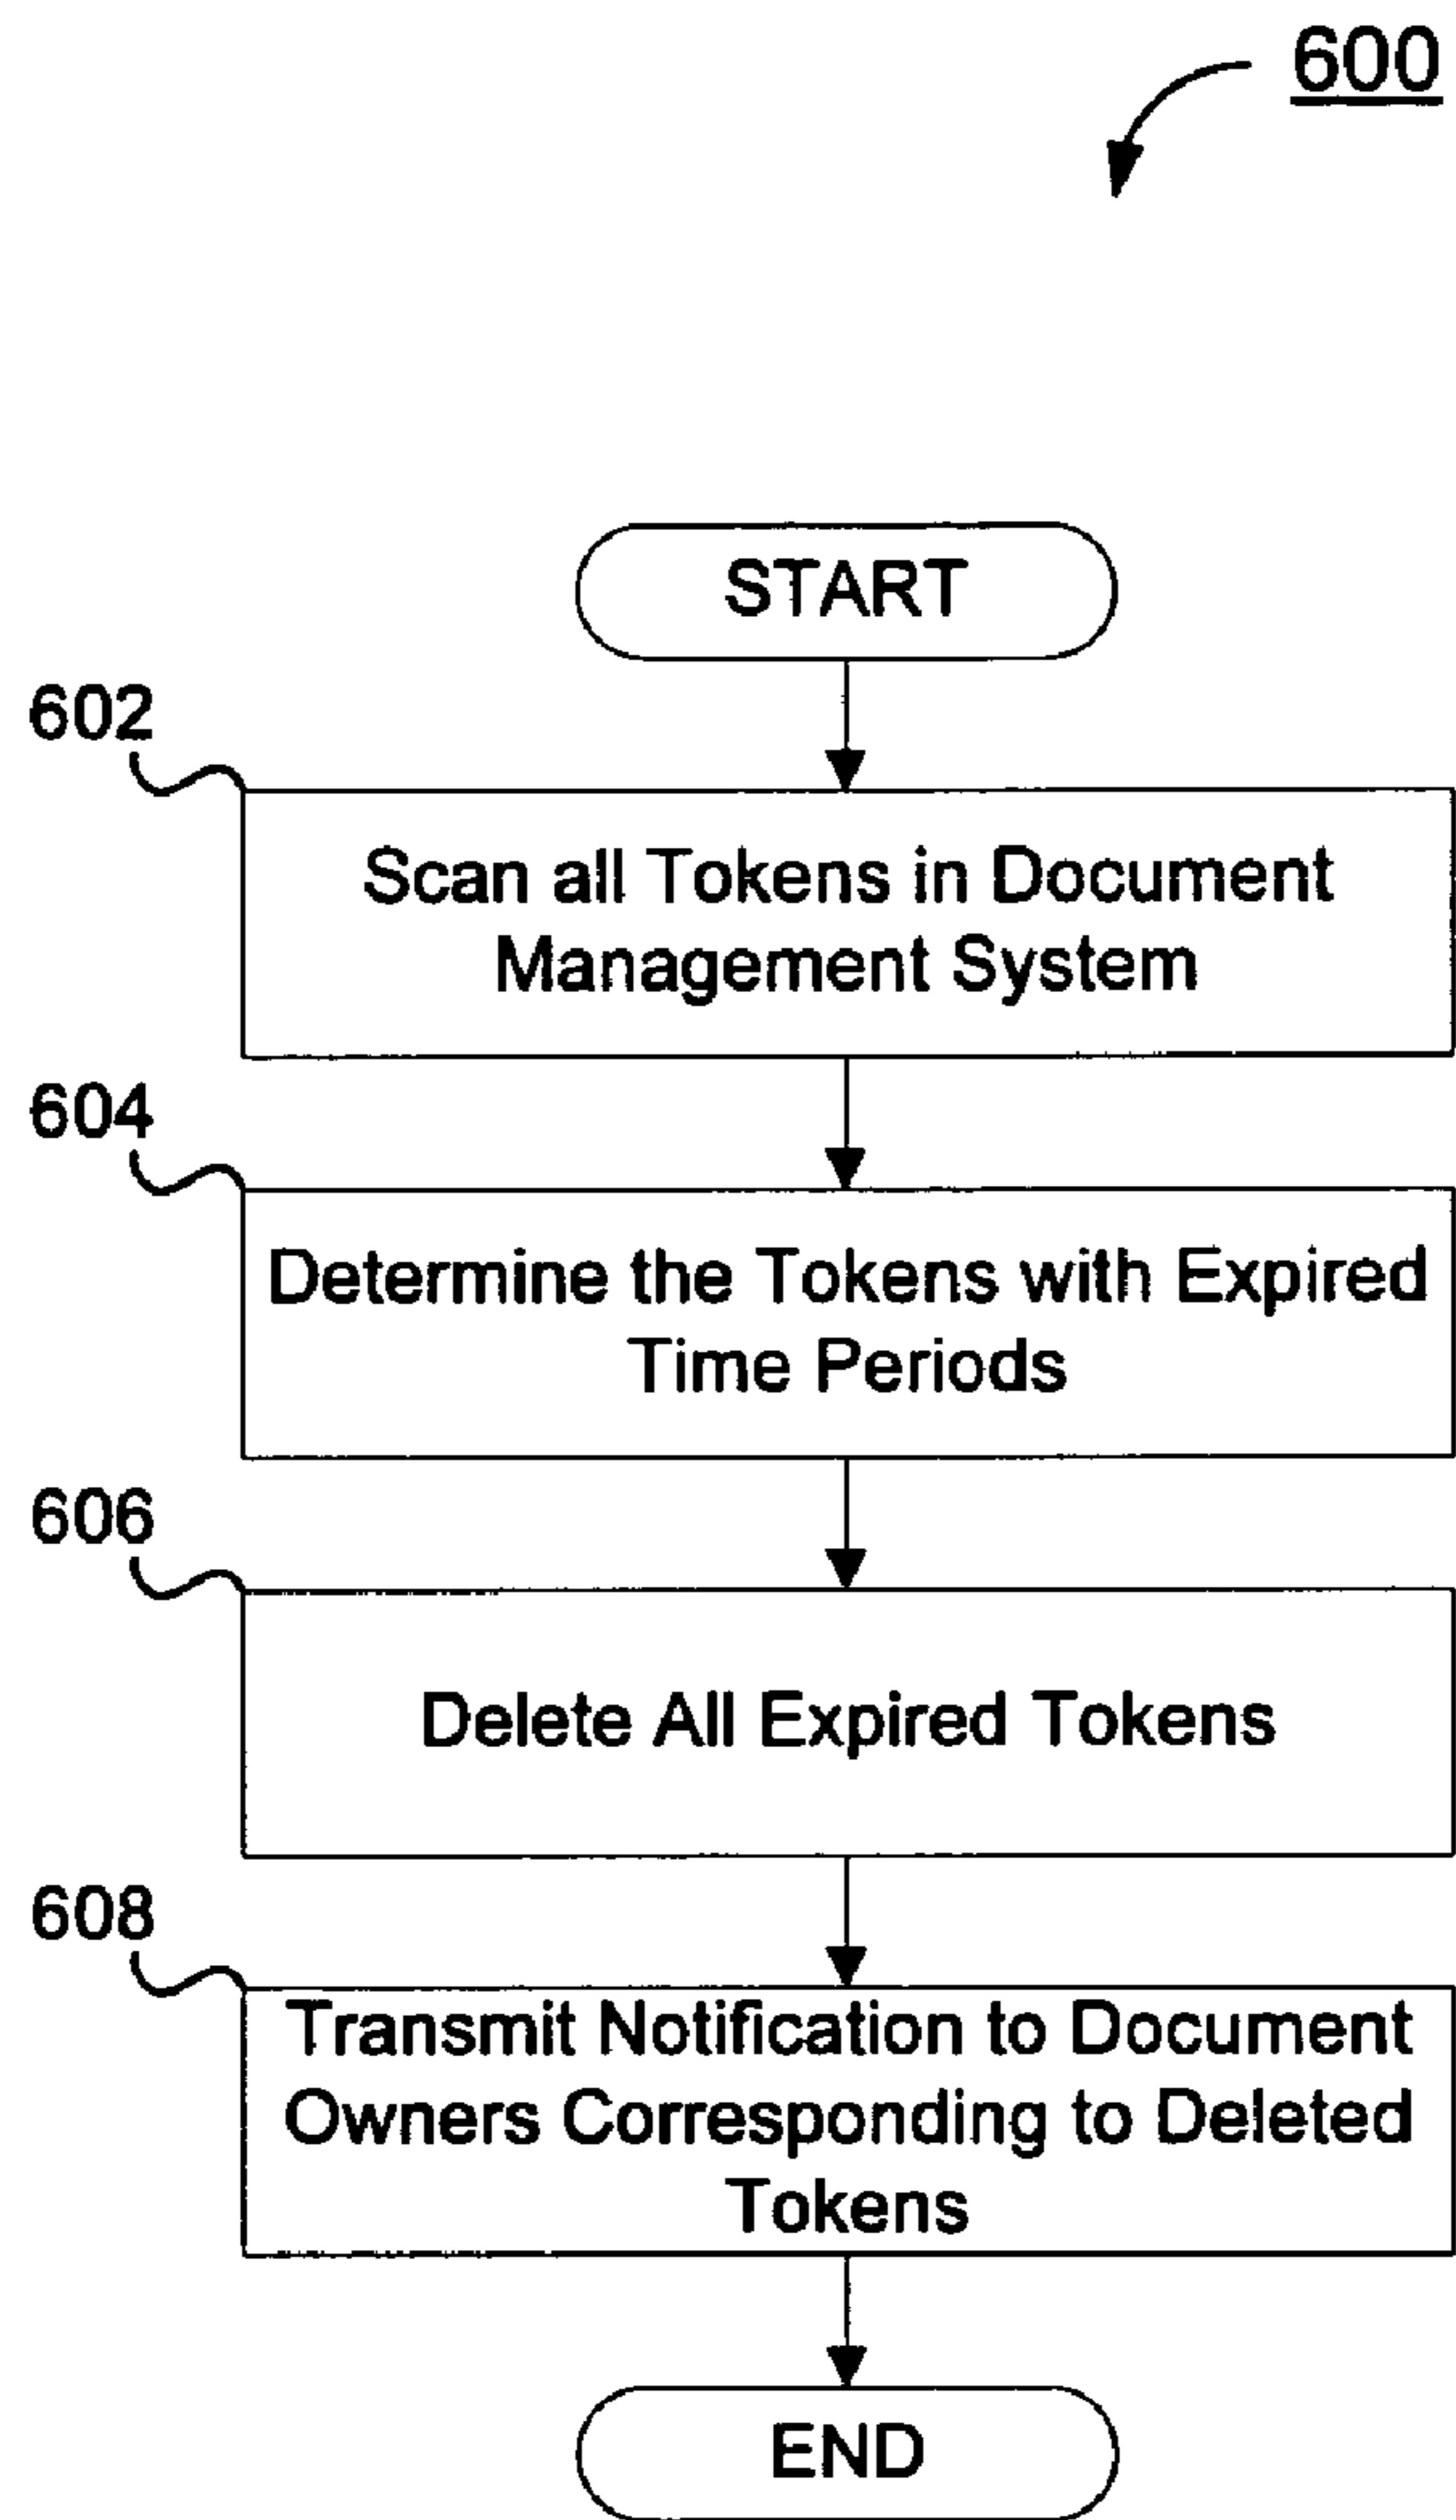 600
START
602
Scan all Tokens in Document
Management System
604
Determine the Tokens with Expired
Time Periods
606
Delete All Expired Tokens
608
Transmit Notification to Document
Owners Corresponding to Deleted
Tokens
END